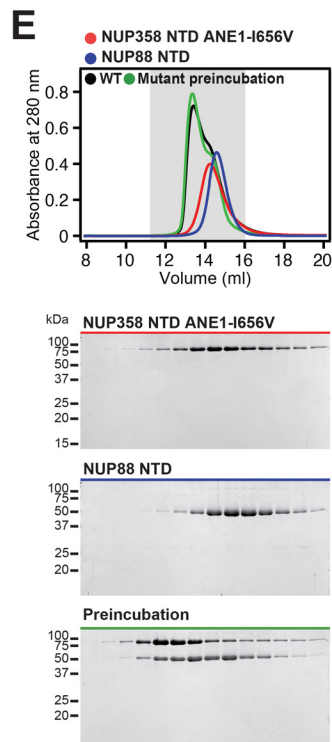 E
NUP358 NTD ANE1-I656V
NUP88 NTD
WT Mutant preincubation
Absorbance at 280 nm
0.8
0.6
0.4
0.2
0
8 10 12 14 16 18 20
Volume (ml)
kDa
NUP358 NTD ANE1-I656V
100
75
50
37
25
20
15
NUP88 NTD
100
75
50
37
25
20
Preincubation
100
75
50
37
25
20